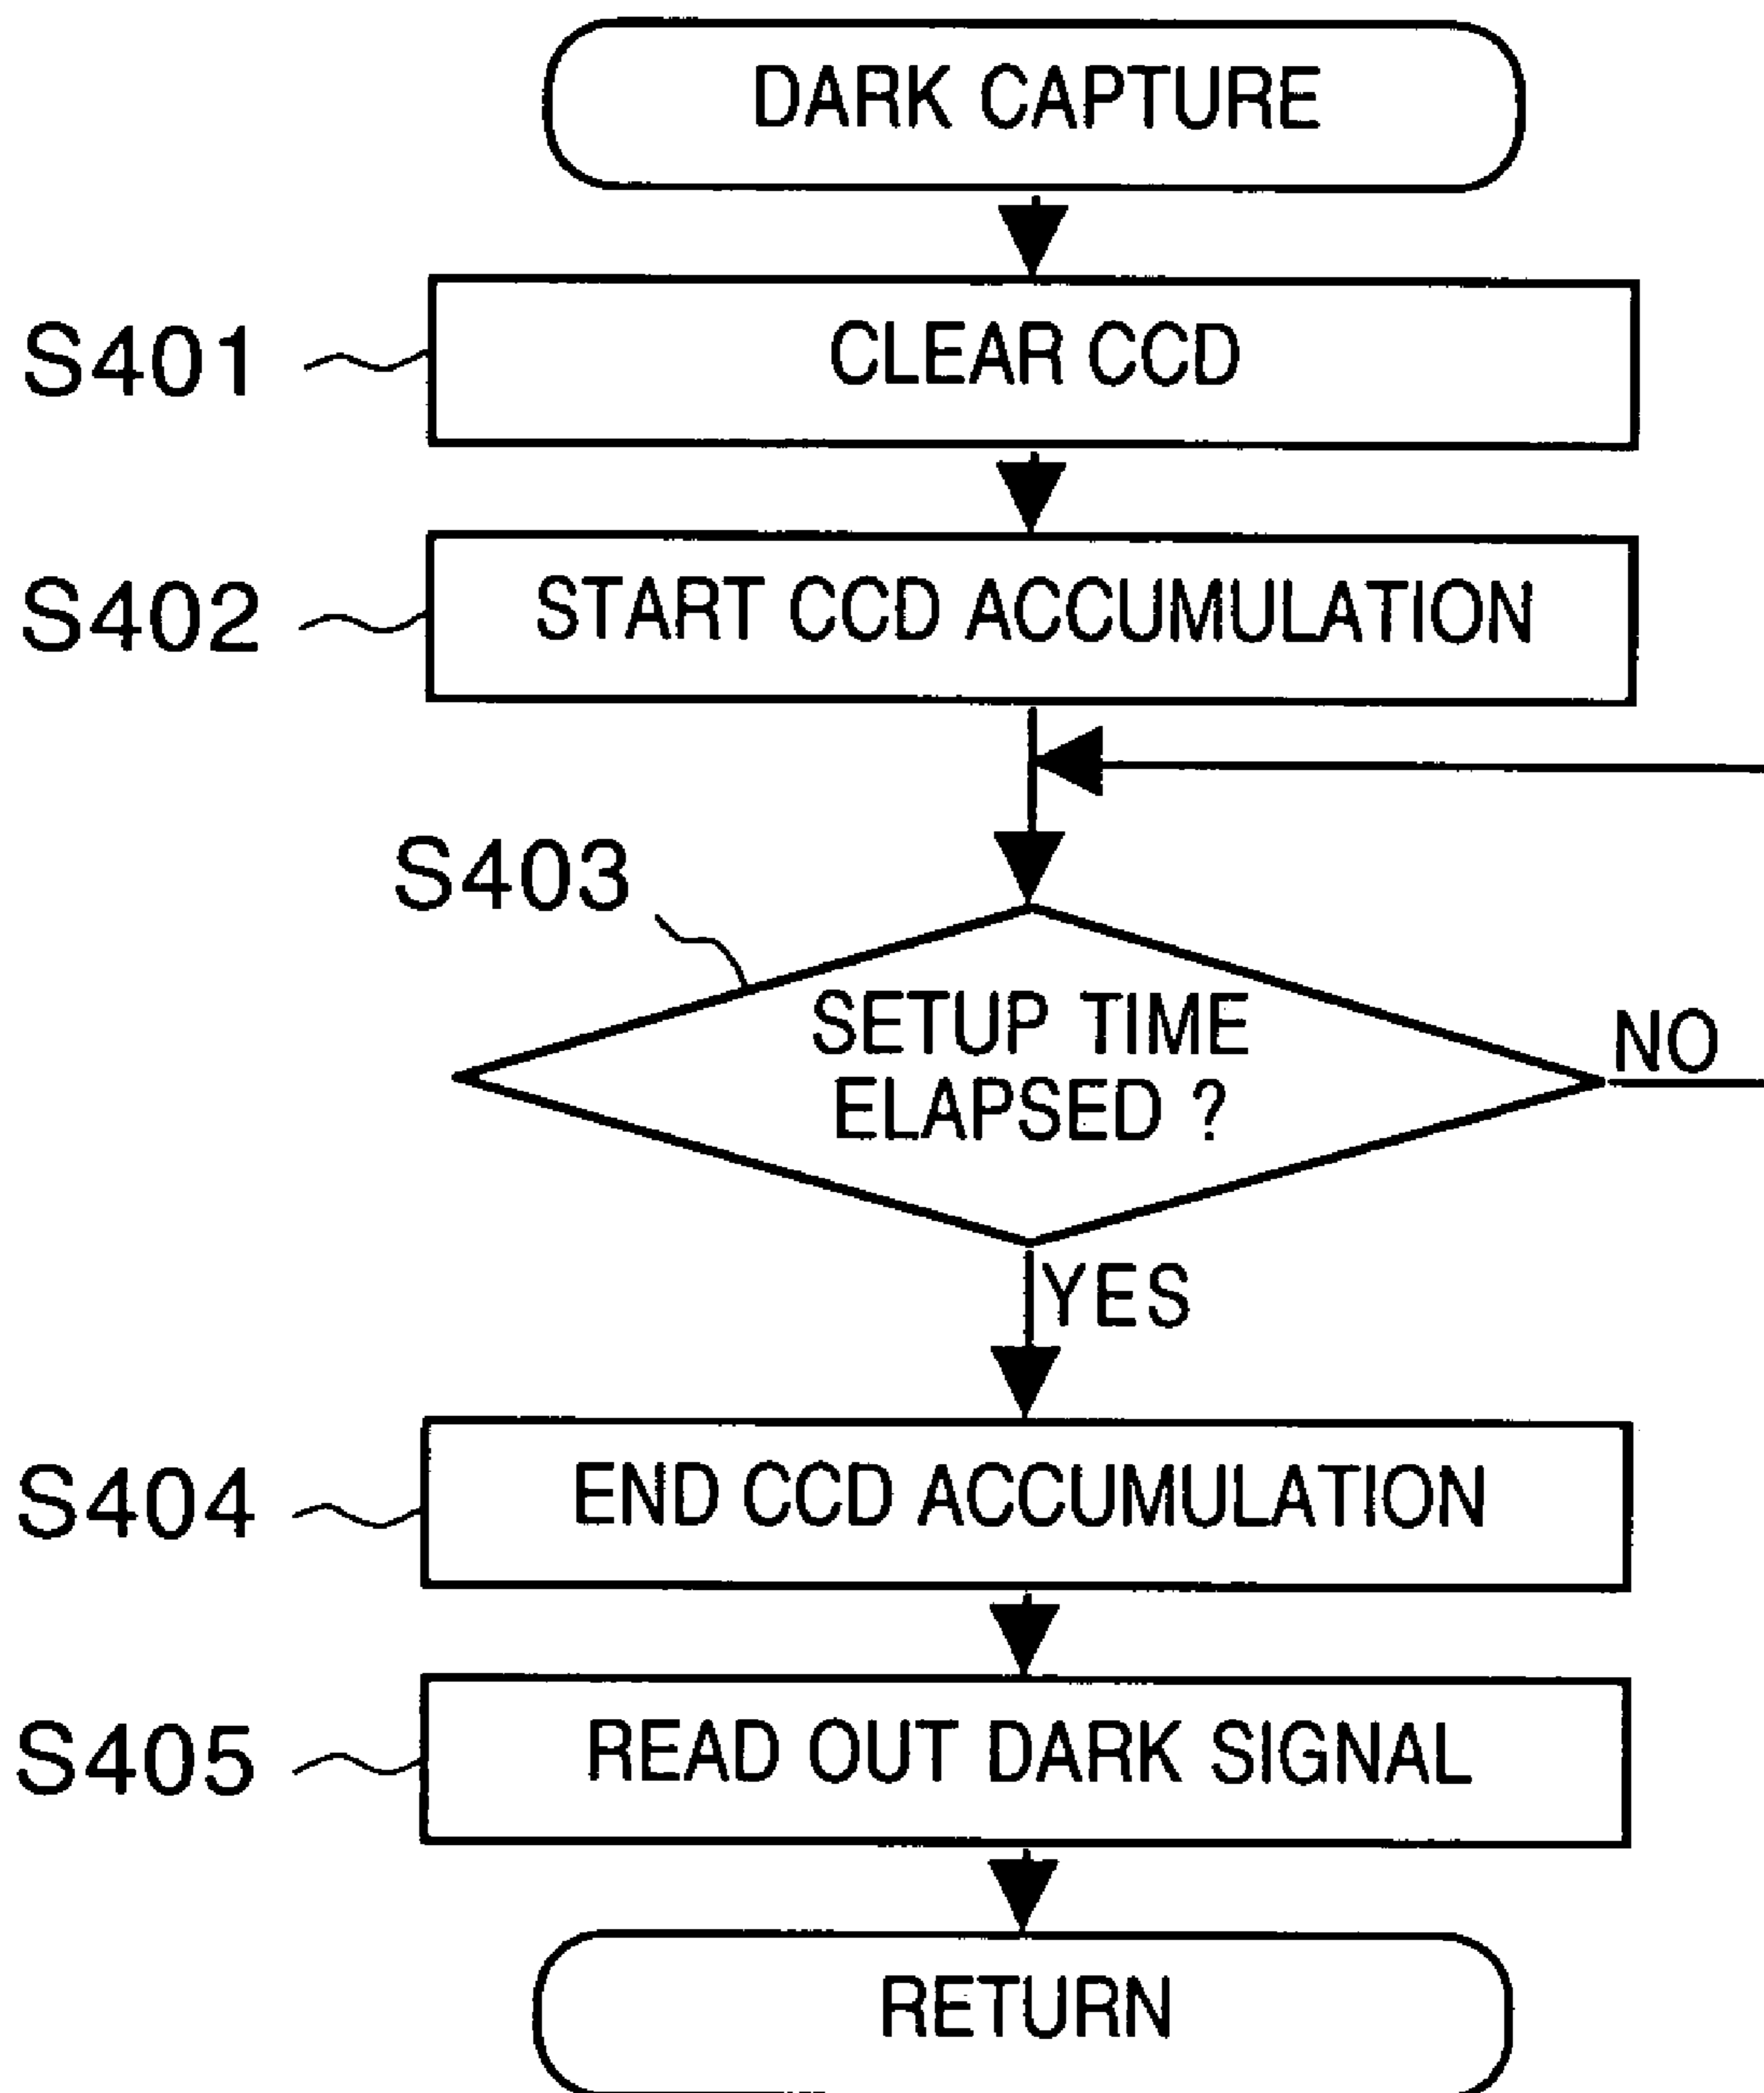 DARK CAPTURE
S401
CLEAR CCD
S402
START CCD ACCUMULATION
S403
SETUP TIME
ELAPSED ?
NO
YES
S404
END CCD ACCUMULATION
S405
READ OUT DARK SIGNAL
RETURN